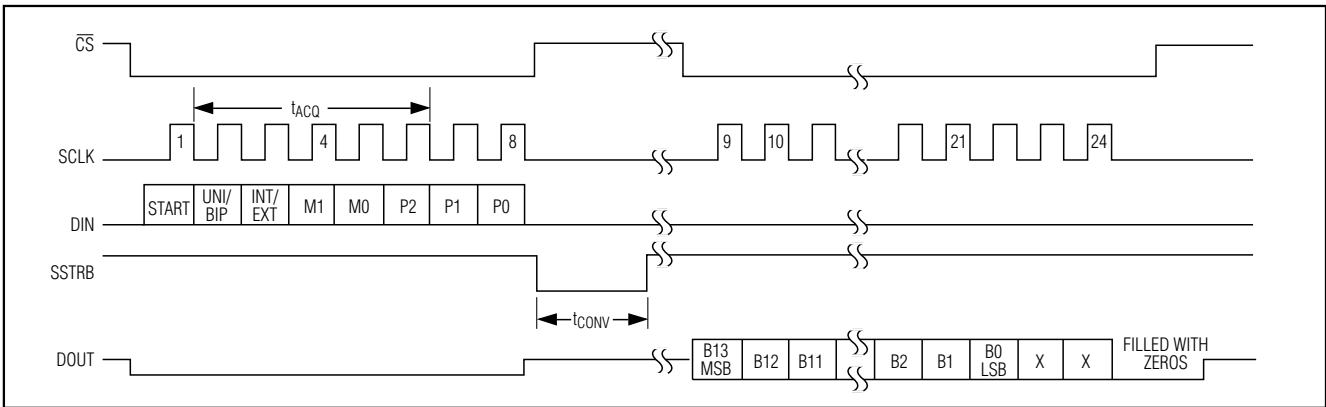 CS
tACQ
SCLK 1 4 8 9 10 21 24
DIN START UNI/BIP INT/EXT M1 M0 P2 P1 P0
SSTRB
tCONV
DOUT B13 MSB B12 B11 B2 B1 B0 LSB X X FILLED WITH ZEROS